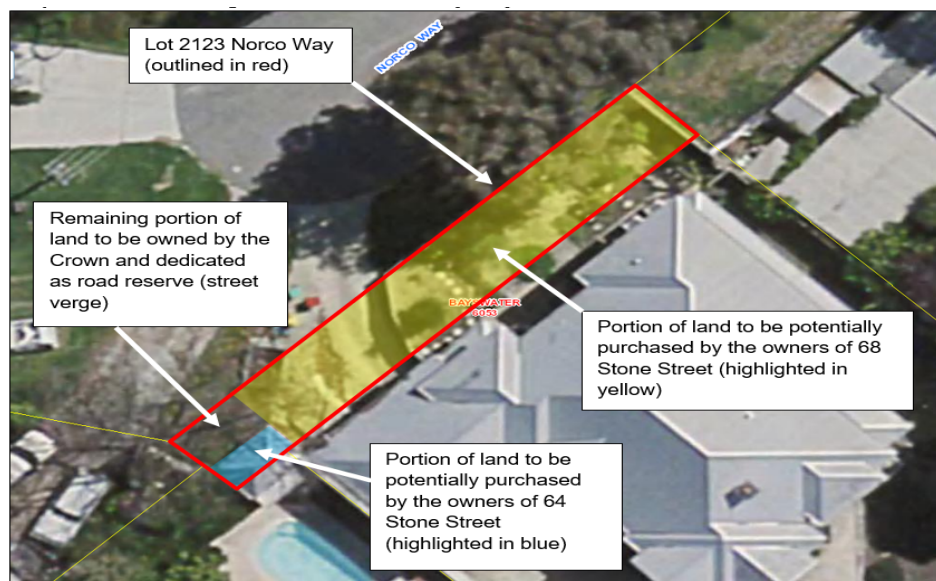 Lot 2123 Norco Way
(outlined in red)
NORCO WAY
Remaining portion of
land to be owned by the
Crown and dedicated
as road reserve (street
verge)
BAYSWATER
6053
Portion of land to be potentially
purchased by the owners of 68
Stone Street (highlighted in
yellow)
Portion of land to be
potentially purchased
by the owners of 64
Stone Street
(highlighted in blue)